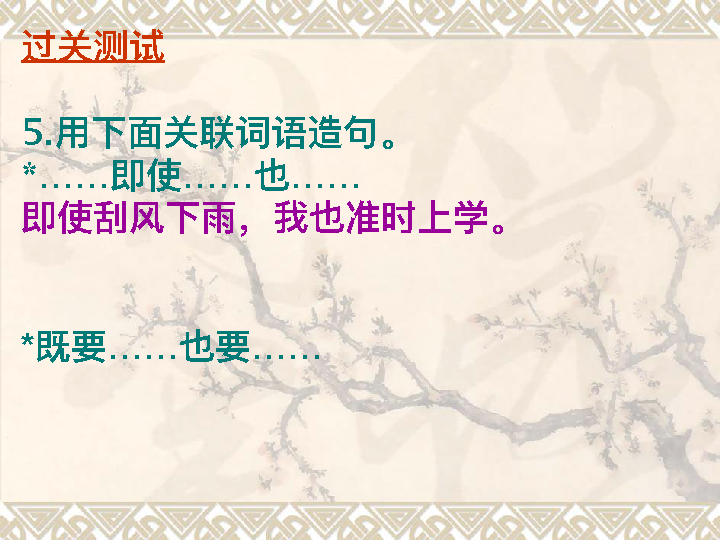 过关测试
5.用下面关联词语造句。
*……即使……也……
即使刮风下雨，我也准时上学。
*既要……也要……